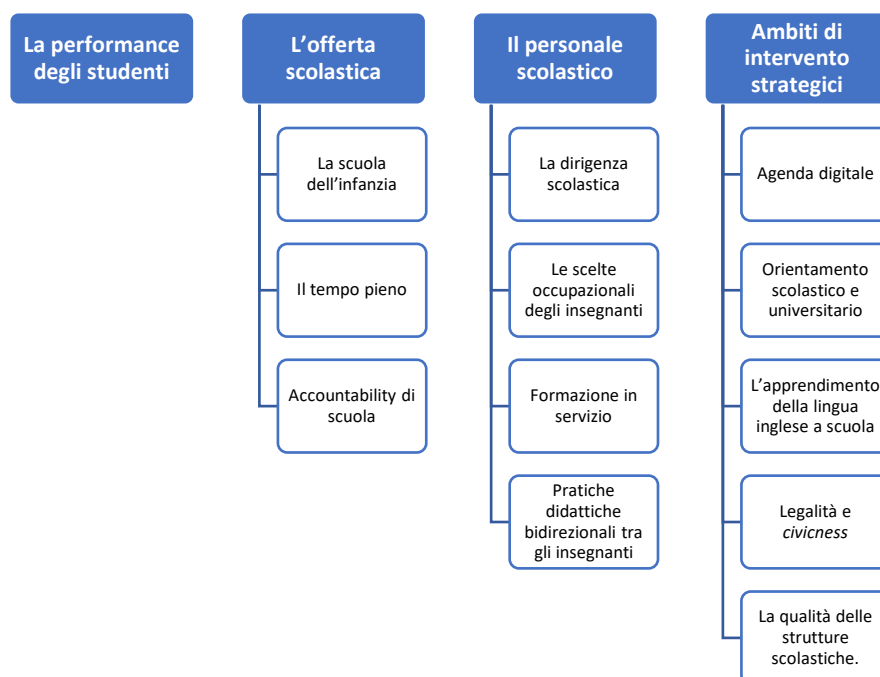 La performance
degli studenti
L'offerta
scolastica
La scuola
dell'infanzia
Il tempo pieno
Accountability di
scuola
Il personale
scolastico
La dirigenza
scolastica
Le scelte
occupazionali
degli insegnanti
Formazione in
servizio
Pratiche
didattiche
bidirezionali tra
gli insegnanti
Ambiti di
intervento
strategici
Agenda digitale
Orientamento
scolastico e
universitario
L'apprendimento
della lingua
inglese a scuola
Legalità e
civicness
La qualità delle
strutture
scolastiche.